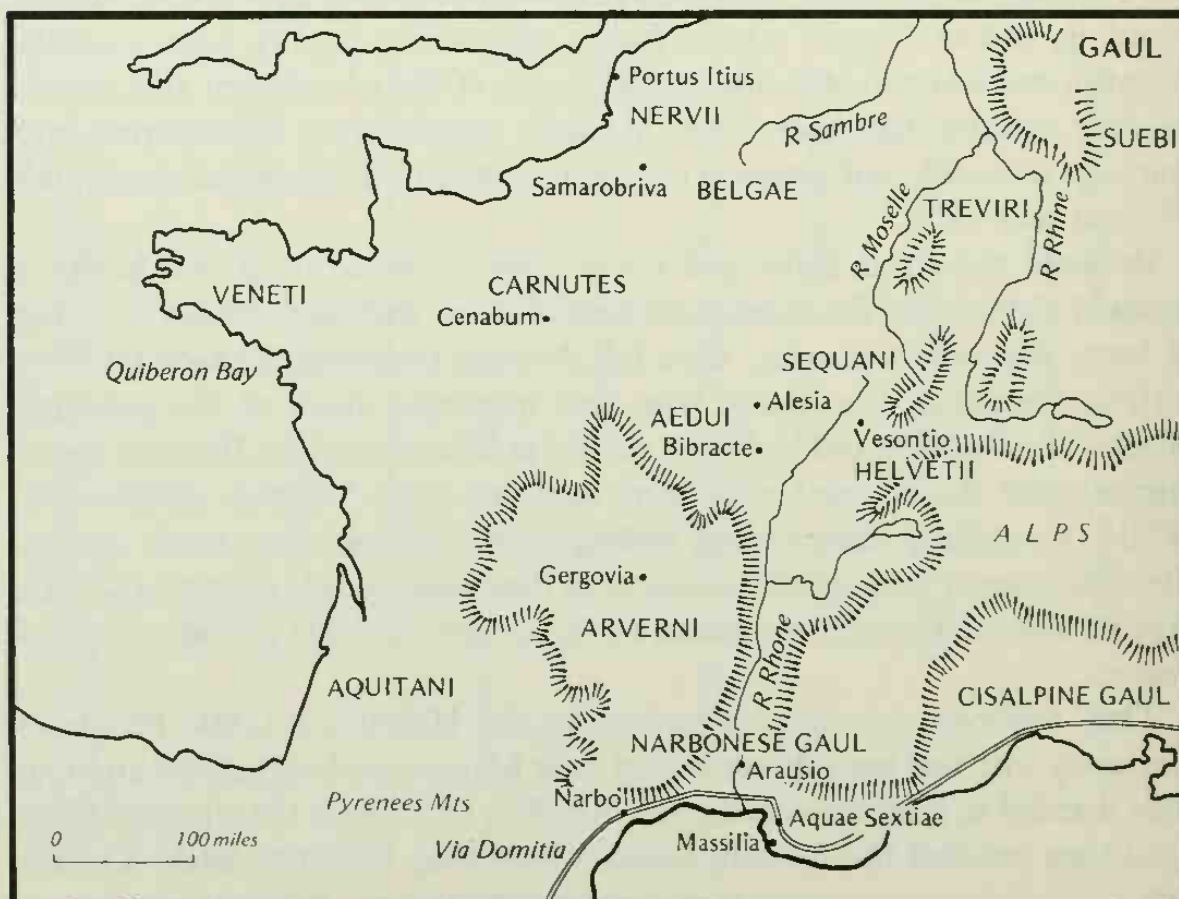 GAUL
Portus Itius
NERVII
R Sambre
SUEBI
Samarobriva
BELGAE
R Moselle
TREVIRI
R Rhine
VENETI
CARNUTES
Cenabum
Quiberon Bay
SEQUANI
Alesia
AEDUI
Bibracte
Vesontio
HELVETII
ALPS
Gergovia
ARVERNI
R Rhone
AQUITANI
CISALPINE GAUL
NARBONESE GAUL
Arausio
Pyrenees Mts
Narbo
Aquae Sextiae
0 100 miles
Via Domitia
Massilia